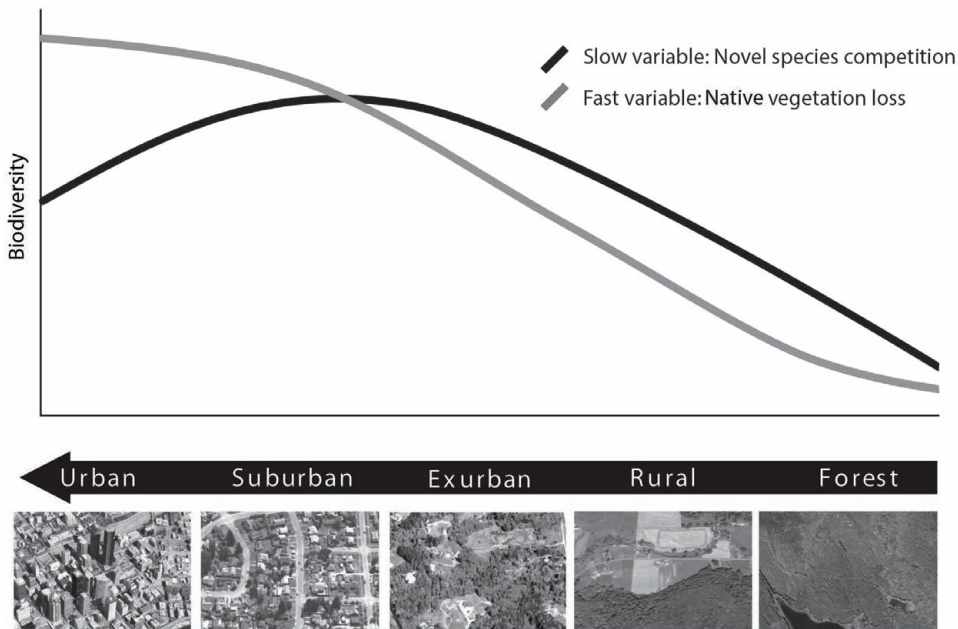 Slow variable: Novel species competition
Fast variable: Native vegetation loss
Biodiversity
Urban
Suburban
Exurban
Rural
Forest